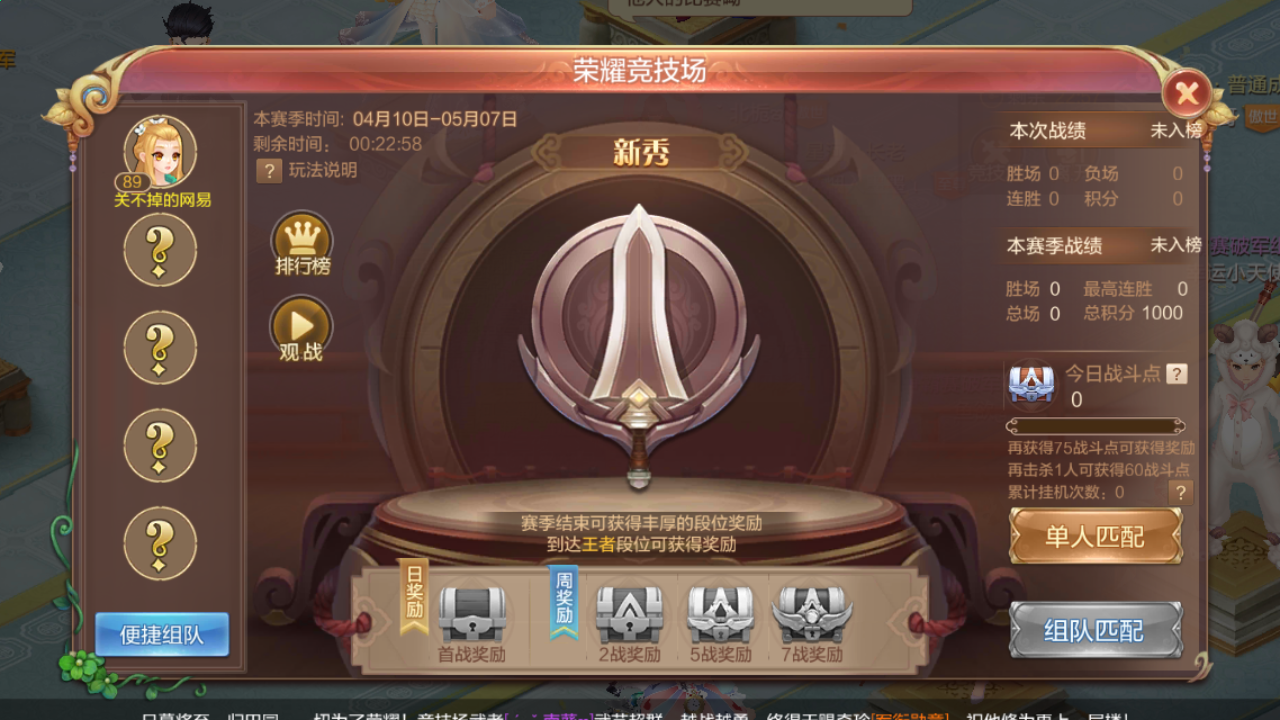 荣耀竞技场
普通成
傲世
本赛季时间: 04月10日-05月07日
剩余时间: 00:22:58
? 玩法说明
新秀
89
关不掉的网易
排行榜
观战
本次战绩 未入榜
胜场 0 负场 0
连胜 0 积分 0
本赛季战绩 未入榜
胜场 0 最高连胜 0
总场 0 总积分 1000
今日战斗点 ?
0
再获得75战斗点可获得奖励
再击杀1人可获得60战斗点
累计挂机次数: 0 ?
单人匹配
组队匹配
赛季结束可获得丰厚的段位奖励
到达王者段位可获得奖励
日奖励
首战奖励
周奖励
2战奖励
5战奖励
7战奖励
便捷组队